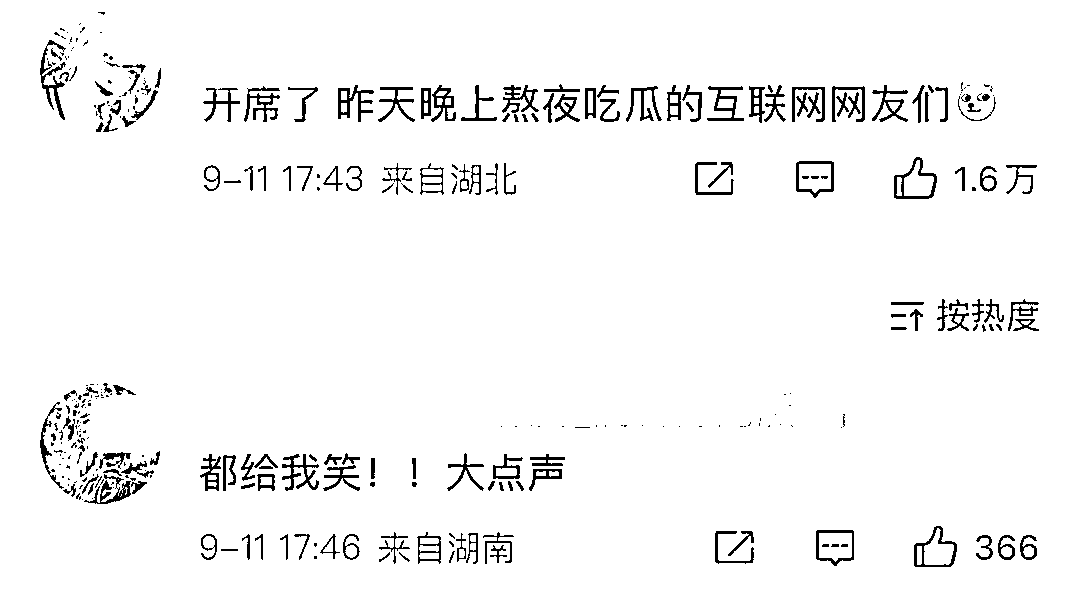 开席了 昨天晚上熬夜吃瓜的互联网网友们
9-11 17:43 来自湖北 1.6万
按热度
都给我笑！！大点声
9-11 17:46 来自湖南 366